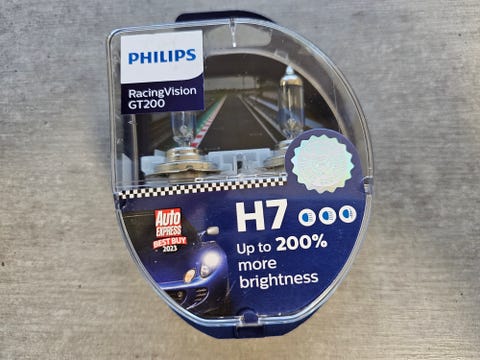 PHILIPS
RacingVision
GT200
Auto
EXPRESS
BEST BUY
2023
H7
Up to 200%
more
brightness